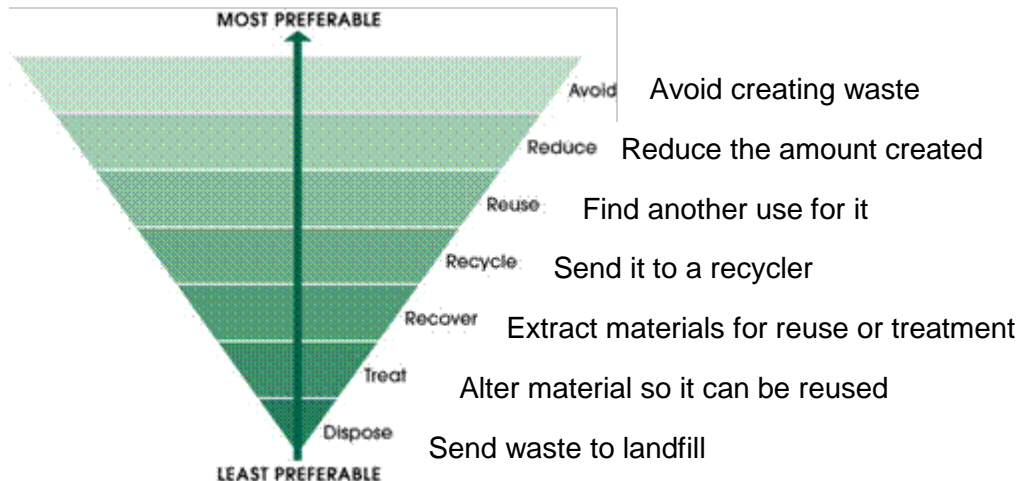 MOST PREFERABLE
Avoid Avoid creating waste
Reduce Reduce the amount created
Reuse Find another use for it
Recycle Send it to a recycler
Recover Extract materials for reuse or treatment
Treat Alter material so it can be reused
Dispose Send waste to landfill
LEAST PREFERABLE